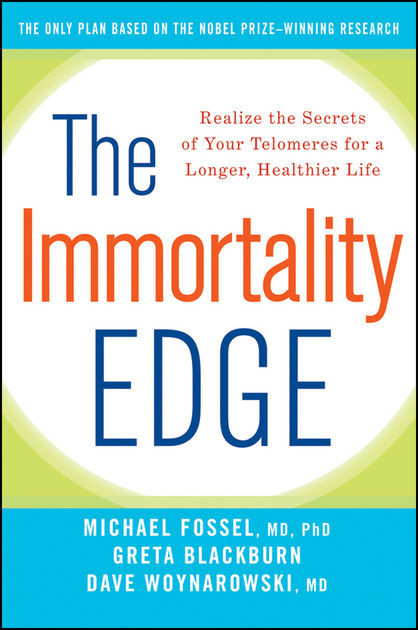 THE ONLY PLAN BASED ON THE NOBEL PRIZE–WINNING RESEARCH
The
Realize the Secrets
of Your Telomeres for a
Longer, Healthier Life
Immortality
EDGE
MICHAEL FOSSEL, MD, PhD
GRETA BLACKBURN
DAVE WOYNAROWSKI, MD